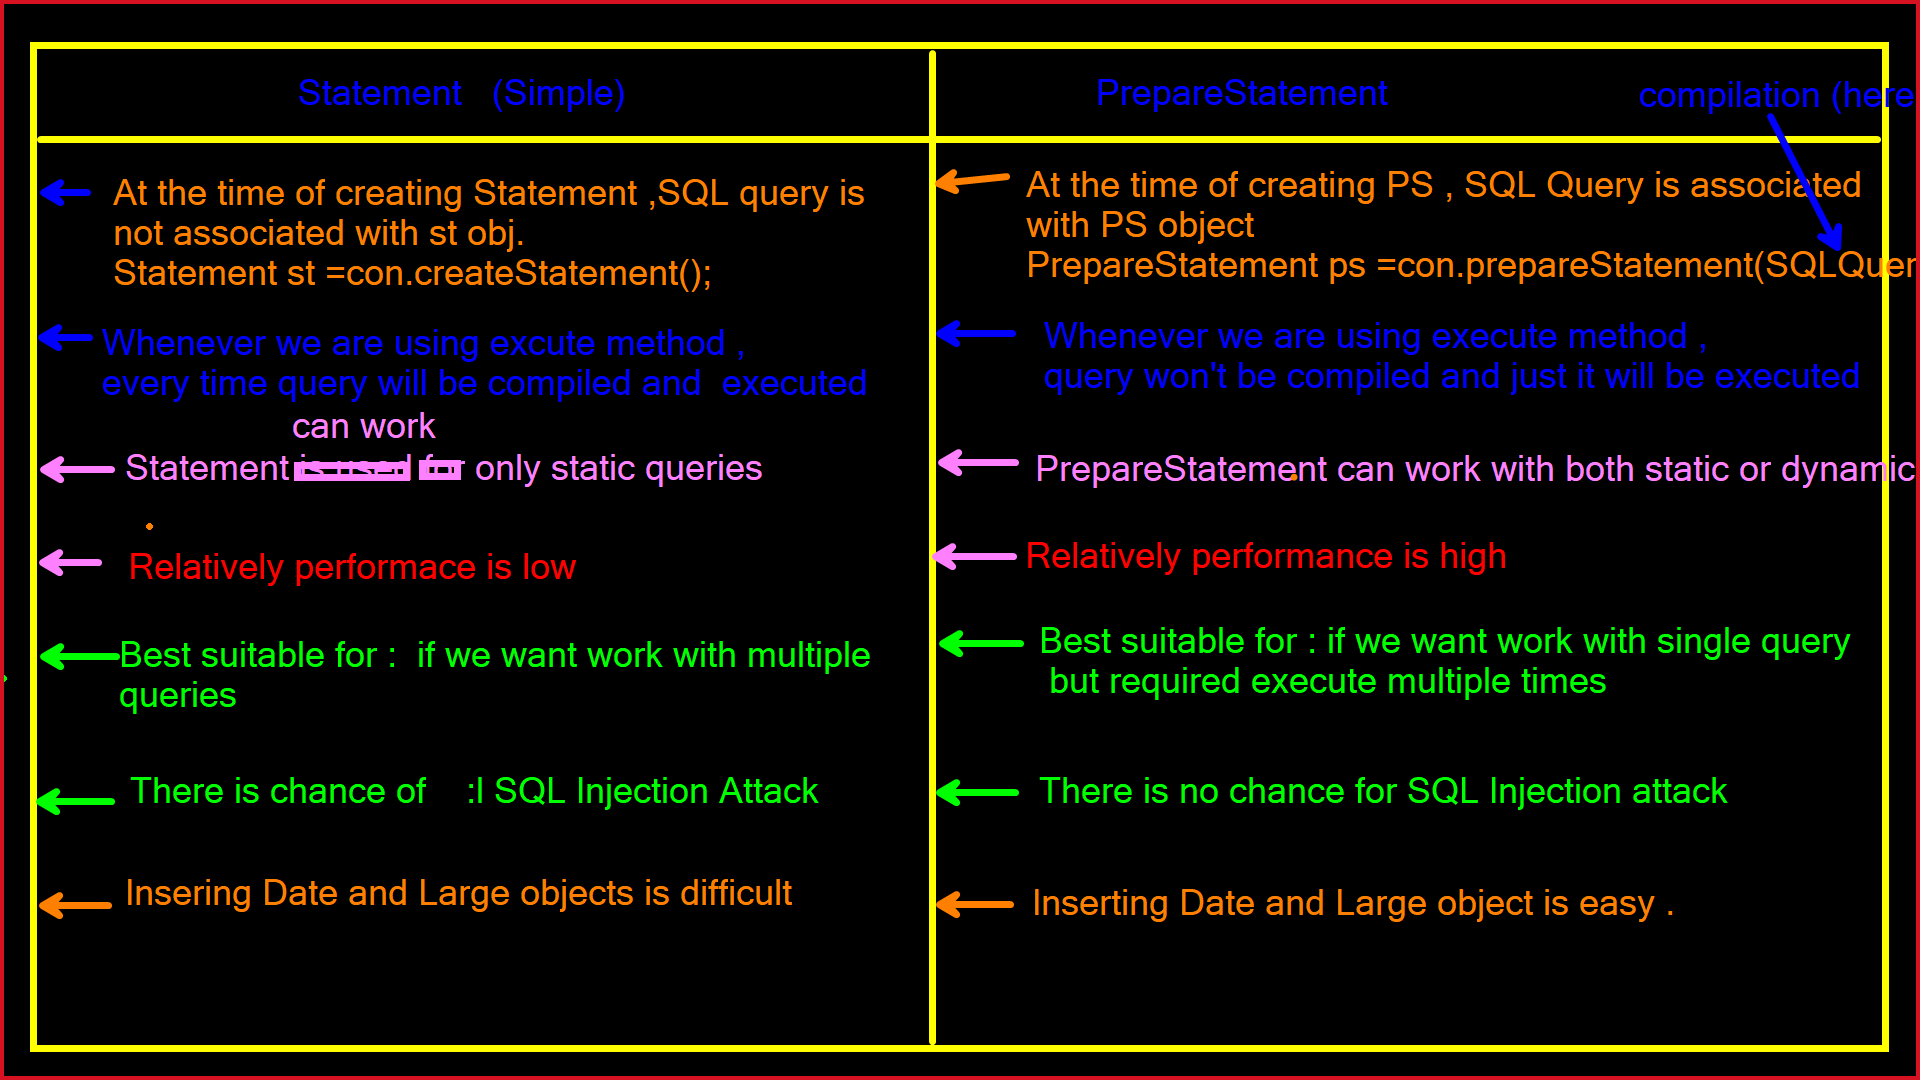 Statement (Simple)
PrepareStatement
compilation (here
At the time of creating Statement ,SQL query is
not associated with st obj.
Statement st =con.createStatement();
At the time of creating PS , SQL Query is associated
with PS object
PrepareStatement ps =con.prepareStatement(SQLQuer
Whenever we are using excute method ,
every time query will be compiled and executed
Whenever we are using execute method ,
query won't be compiled and just it will be executed
can work
Statement is used for only static queries
PrepareStatement can work with both static or dynamic
Relatively performace is low
Relatively performance is high
Best suitable for : if we want work with multiple
queries
Best suitable for : if we want work with single query
but required execute multiple times
There is chance of :l SQL Injection Attack
There is no chance for SQL Injection attack
Insering Date and Large objects is difficult
Inserting Date and Large object is easy .